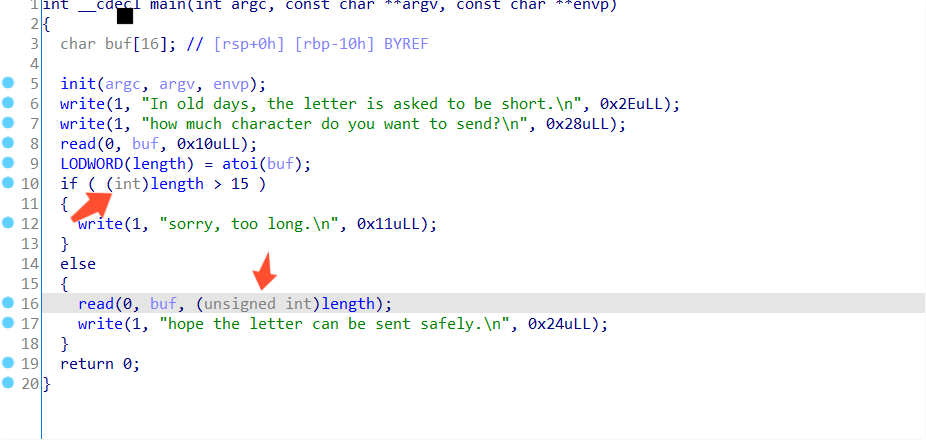 1 int __cdecl main(int argc, const char **argv, const char **envp)
2 {
3 char buf[16]; // [rsp+0h] [rbp-10h] BYREF
4
5 init(argc, argv, envp);
6 write(1, "In old days, the letter is asked to be short.\n", 0x2EuLL);
7 write(1, "how much character do you want to send?\n", 0x28uLL);
8 read(0, buf, 0x10uLL);
9 LODWORD(length) = atoi(buf);
10 if ( (int)length > 15 )
11 {
12 write(1, "sorry, too long.\n", 0x11uLL);
13 }
14 else
15 {
16 read(0, buf, (unsigned int)length);
17 write(1, "hope the letter can be sent safely.\n", 0x24uLL);
18 }
19 return 0;
20 }